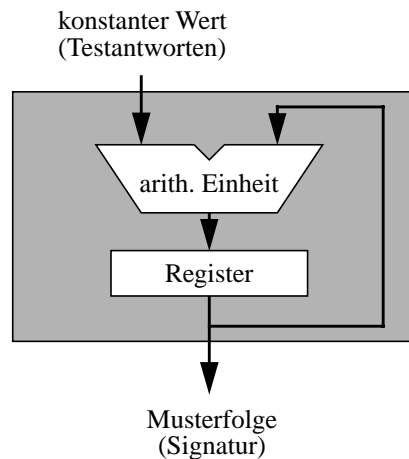 konstanter Wert
(Testantworten)
arith. Einheit
Register
Musterfolge
(Signatur)